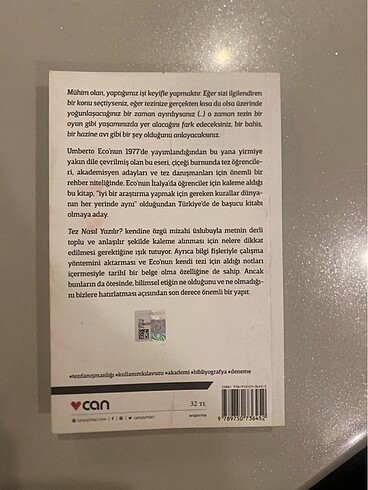 Mühim olan, yaptığımız işi keyifle yapmaktır. Eğer sizi ilgilendiren
bir konu seçtiyseniz, eğer tezinize gerçekten kısa da olsa üzerinde
yoğunlaşacağınız bir zaman ayırdıysanız (...) o zaman tezin bir
oyun gibi yaşamınızda yer alacağını fark edeceksiniz, bir bahis,
bir hazine avı gibi bir şey olduğunu anlayacaksınız.
Umberto Eco'nun 1977'de yayımlandığından bu yana yirmiye
yakın dile çevrilmiş olan bu eseri, çiçeği burnunda tez öğrencile-
ri, akademisyen adayları ve tez danışmanları için önemli bir
rehber niteliğinde. Eco'nun İtalya'da öğrenciler için kaleme aldığı
bu kitap, "iyi bir araştırma yapmak için gereken kurallar dünya-
nın her yerinde aynı" olduğundan Türkiye'de de başucu kitabı
olmaya aday.
Tez Nasıl Yazılır? kendine özgü mizahi üslubuyla metnin derli
toplu ve anlaşılır şekilde kaleme alınması için nelere dikkat
edilmesi gerektiğine ışık tutuyor. Ayrıca bilgi fişleriyle çalışma
yöntemini aktarması ve Eco'nun kendi tezi için aldığı notları
içermesiyle tarihi bir belge olma özelliğine de sahip. Ancak
bunların da ötesinde, bilimsel etiğin ne olduğunu ve ne olmadığı-
nı bizlere hatırlatması açısından son derece önemli bir yapıt.
•tezdanışmanlığı •kullanımkılavuzu •akademi •bibliyografya •deneme
can
32 TL
araştırma
canyayinlari.com
canyayinlari
9 789750 736452